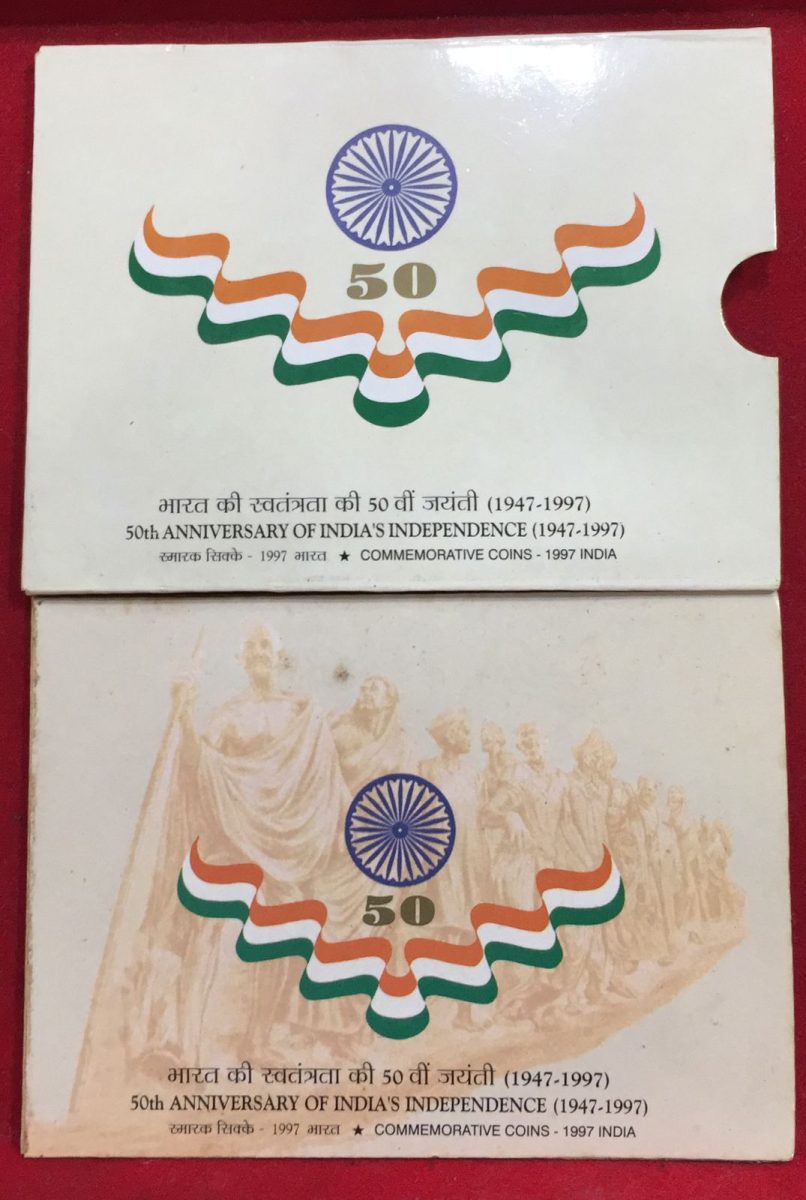 50
भारत की स्वतंत्रता की 50 वीं जयंती (1947-1997)
50th ANNIVERSARY OF INDIA'S INDEPENDENCE (1947-1997)
स्मारक सिक्के - 1997 भारत ★ COMMEMORATIVE COINS - 1997 INDIA
50
भारत की स्वतंत्रता की 50 वीं जयंती (1947-1997)
50th ANNIVERSARY OF INDIA'S INDEPENDENCE (1947-1997)
स्मारक सिक्के - 1997 भारत ★ COMMEMORATIVE COINS - 1997 INDIA